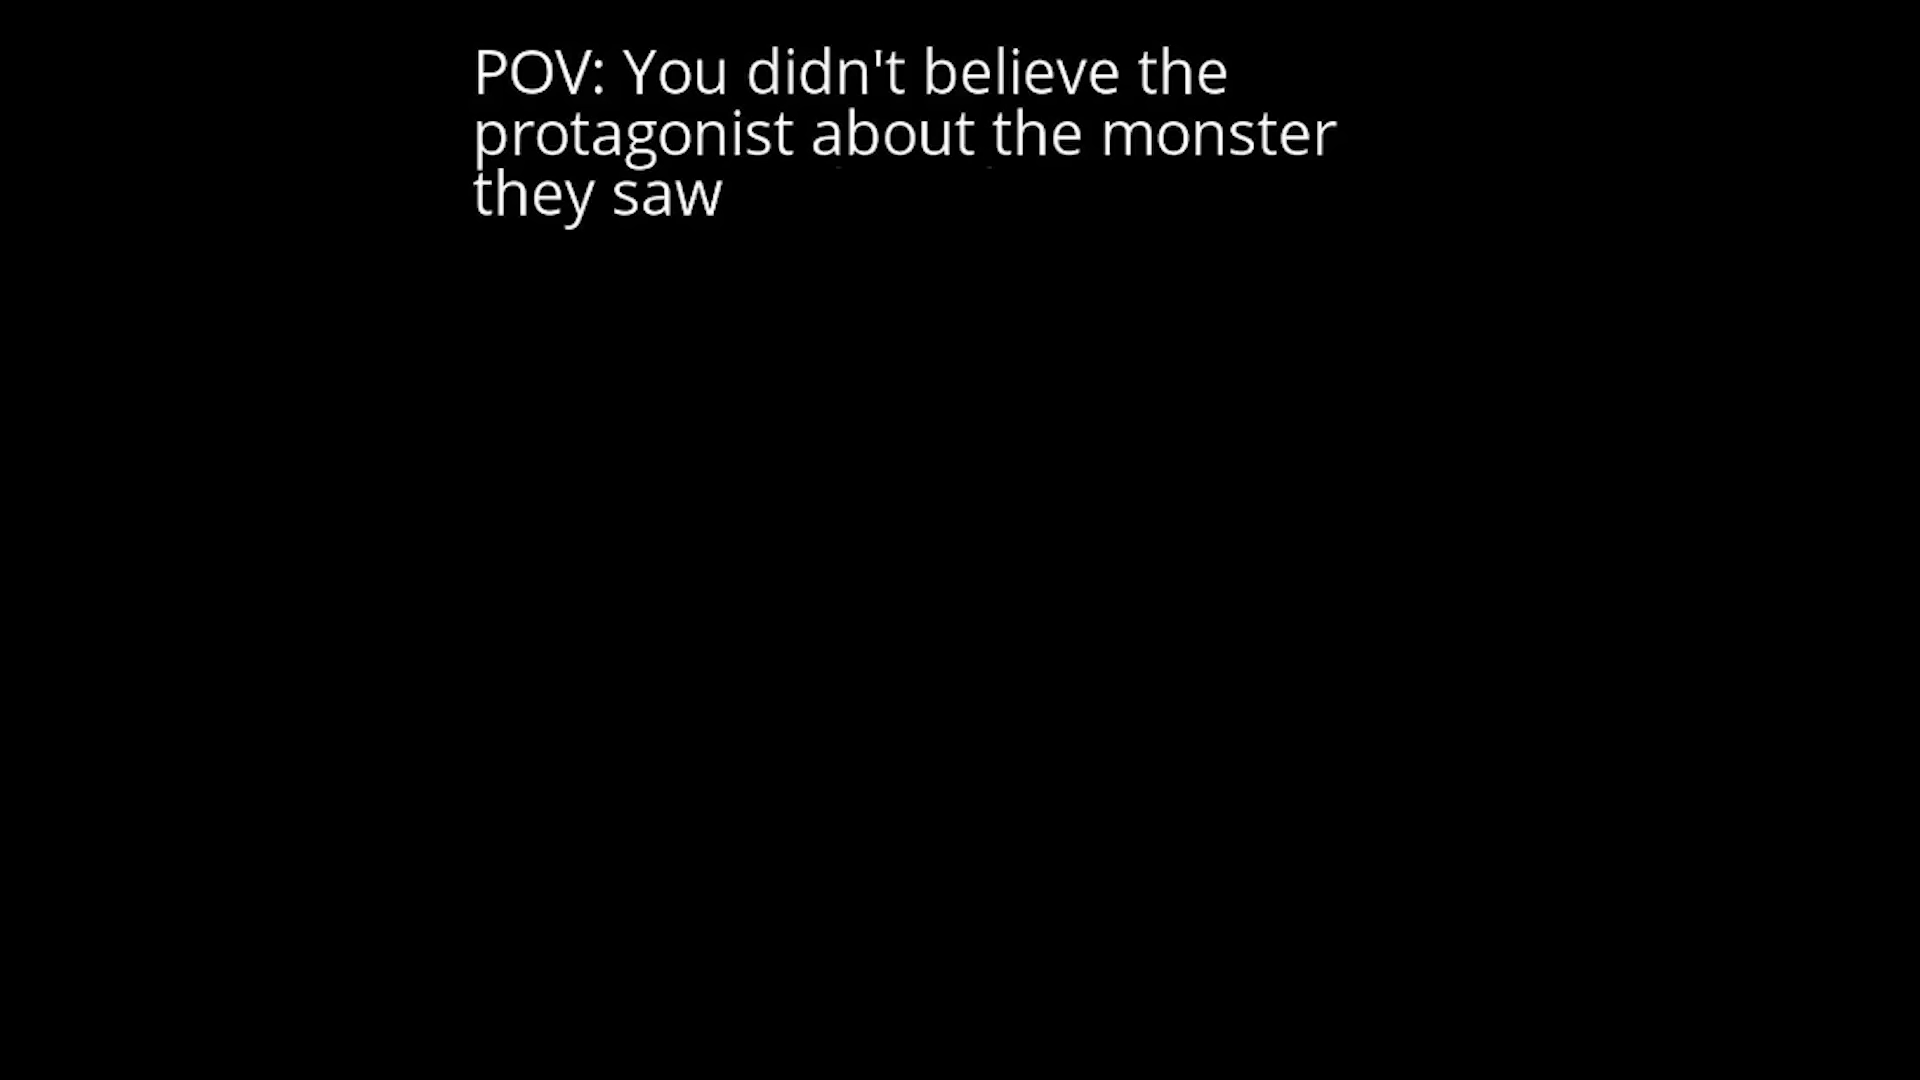 POV: You didn't believe the
protagonist about the monster
they saw